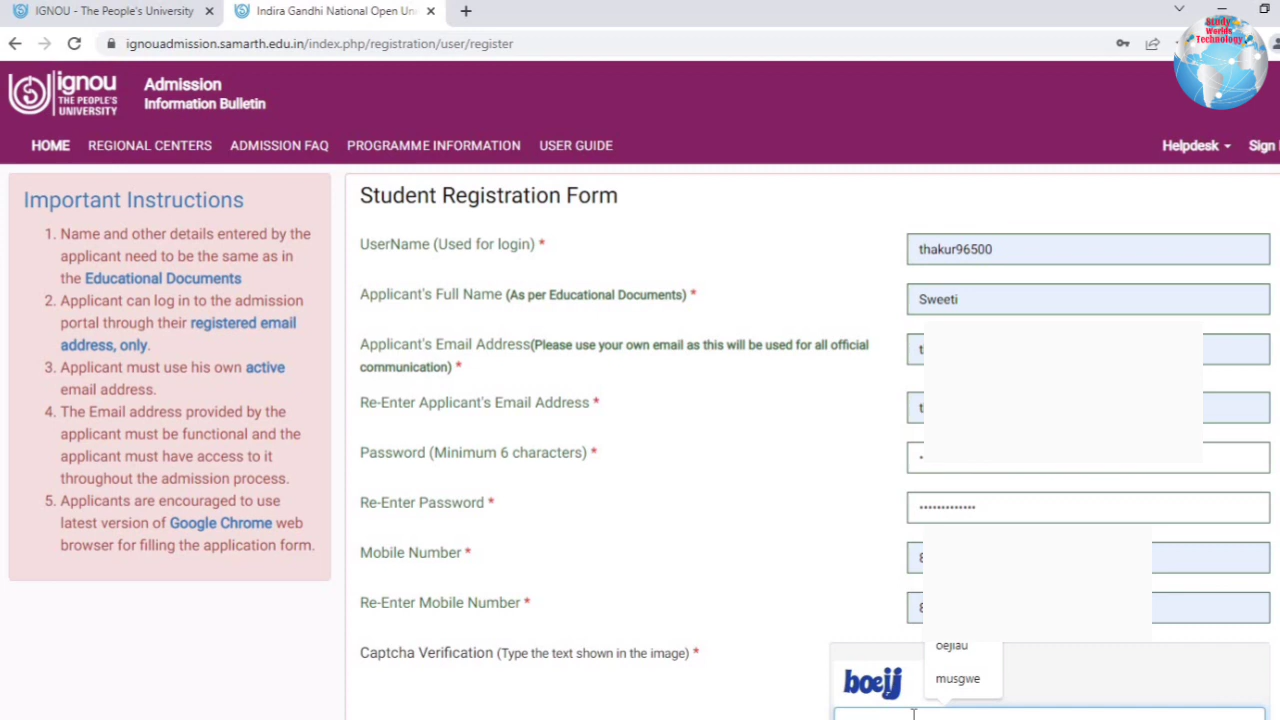 IGNOU - The People's University
Indira Gandhi National Open Un
ignouadmission.samarth.edu.in/index.php/registration/user/register
Study
Worlds
Technology
ignou
THE PEOPLE'S
UNIVERSITY
Admission
Information Bulletin
HOME REGIONAL CENTERS ADMISSION FAQ PROGRAMME INFORMATION USER GUIDE Helpdesk Sign
Important Instructions
1. Name and other details entered by the
applicant need to be the same as in
the Educational Documents
2. Applicant can log in to the admission
portal through their registered email
address, only.
3. Applicant must use his own active
email address.
4. The Email address provided by the
applicant must be functional and the
applicant must have access to it
throughout the admission process.
5. Applicants are encouraged to use
latest version of Google Chrome web
browser for filling the application form.
Student Registration Form
UserName (Used for login) *
thakur96500
Applicant's Full Name (As per Educational Documents) *
Sweeti
Applicant's Email Address(Please use your own email as this will be used for all official
communication) *
t
Re-Enter Applicant's Email Address *
t
Password (Minimum 6 characters) *
Re-Enter Password *
•••••••••••••
Mobile Number *
8
Re-Enter Mobile Number *
8
Captcha Verification (Type the text shown in the image) *
oejiau
musgwe
boeijj